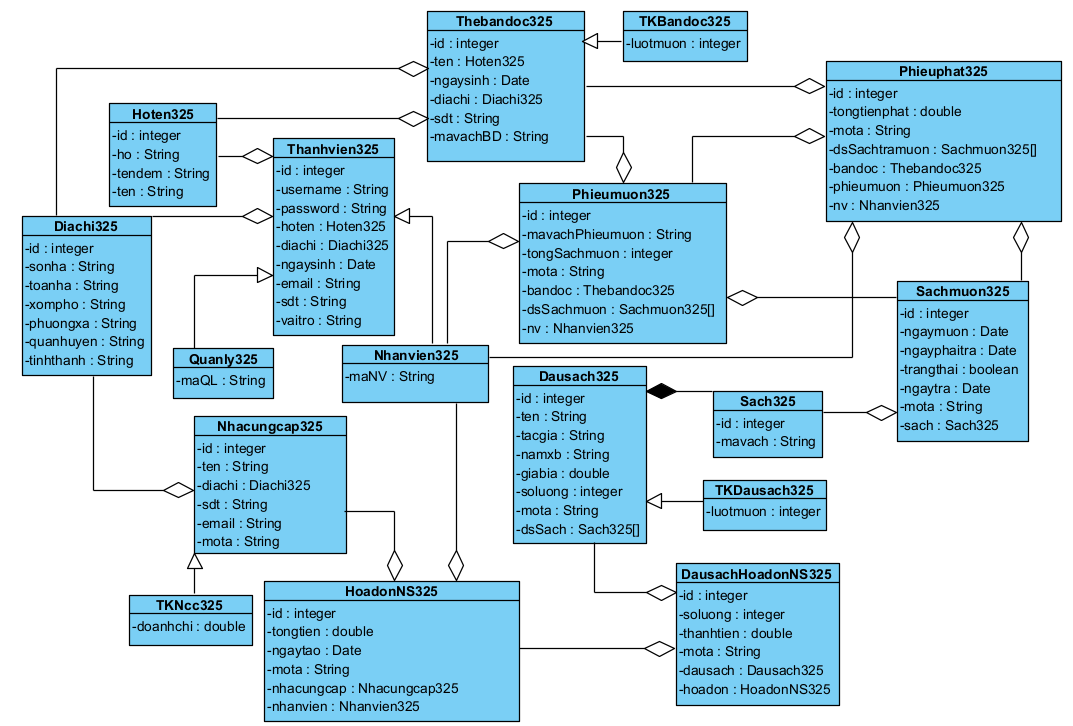 Thebandoc325
-id : integer
-ten : Hoten325
-ngaysinh : Date
-diachi : Diachi325
-sdt : String
-mavachBD : String
TKBandoc325
-luotmuon : integer
Phieuphat325
-id : integer
-tongtienphat : double
-mota : String
-dsSachtramuon : Sachmuon325[]
-bandoc : Thebandoc325
-phieumuon : Phieumuon325
-nv : Nhanvien325
Hoten325
-id : integer
-ho : String
-tendem : String
-ten : String
Thanhvien325
-id : integer
-username : String
-password : String
-hoten : Hoten325
-diachi : Diachi325
-ngaysinh : Date
-email : String
-sdt : String
-vaitro : String
Phieumuon325
-id : integer
-mavachPhieumuon : String
-tongSachmuon : integer
-mota : String
-bandoc : Thebandoc325
-dsSachmuon : Sachmuon325[]
-nv : Nhanvien325
Diachi325
-id : integer
-sonha : String
-toanha : String
-xompho : String
-phuongxa : String
-quanhuyen : String
-tinhthanh : String
Sachmuon325
-id : integer
-ngaymuon : Date
-ngayphaitra : Date
-trangthai : boolean
-ngaytra : Date
-mota : String
-sach : Sach325
Quanly325
-maQL : String
Nhanvien325
-maNV : String
Dausach325
-id : integer
-ten : String
-tacgia : String
-namxb : String
-giabia : double
-soluong : integer
-mota : String
-dsSach : Sach325[]
Sach325
-id : integer
-mavach : String
Nhacungcap325
-id : integer
-ten : String
-diachi : Diachi325
-sdt : String
-email : String
-mota : String
TKDausach325
-luotmuon : integer
TKNcc325
-doanhchi : double
HoadonNS325
-id : integer
-tongtien : double
-ngaytao : Date
-mota : String
-nhacungcap : Nhacungcap325
-nhanvien : Nhanvien325
DausachHoadonNS325
-id : integer
-soluong : integer
-thanhtien : double
-mota : String
-dausach : Dausach325
-hoadon : HoadonNS325